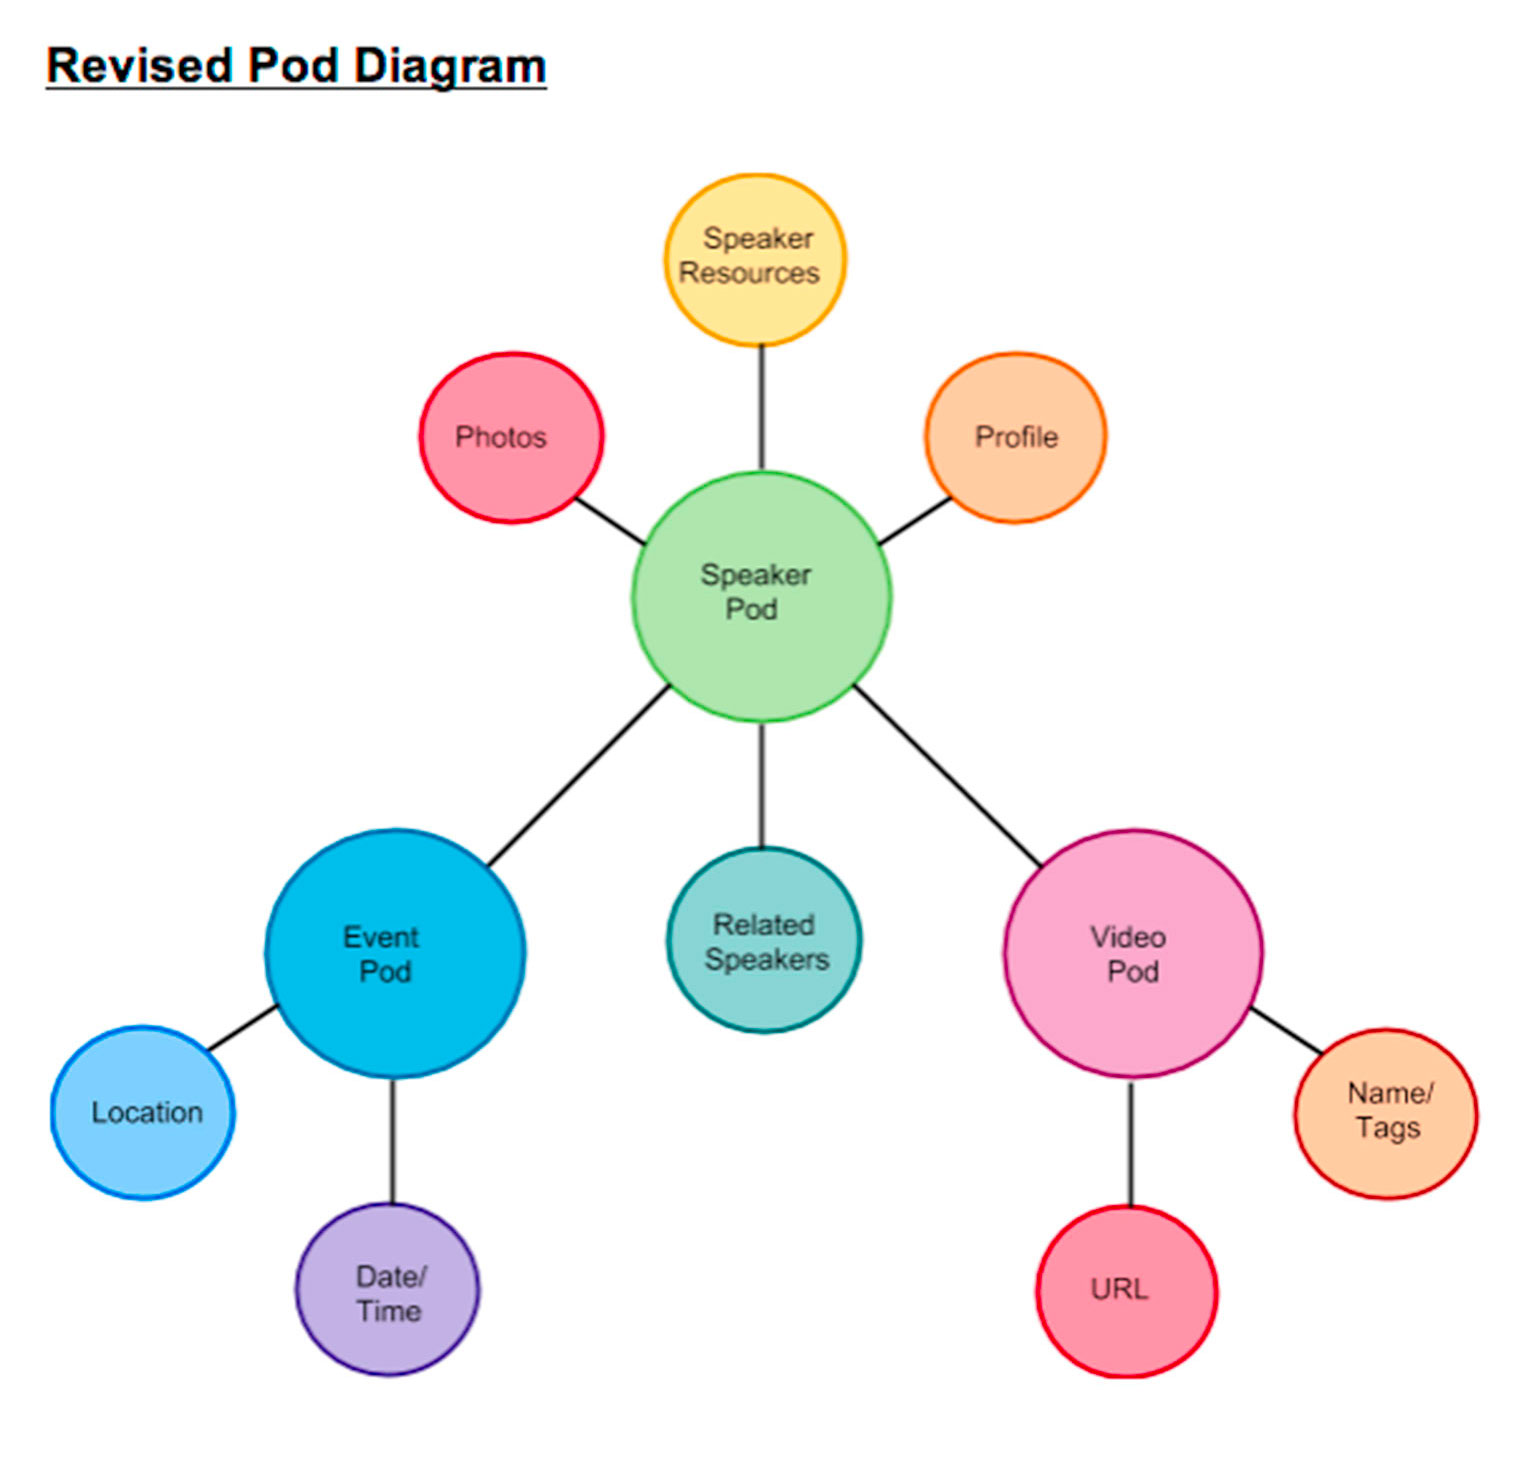 Revised Pod Diagram
Speaker
Resources
Photos
Profile
Speaker
Pod
Event
Pod
Related
Speakers
Video
Pod
Location
Name/
Tags
Date/
Time
URL